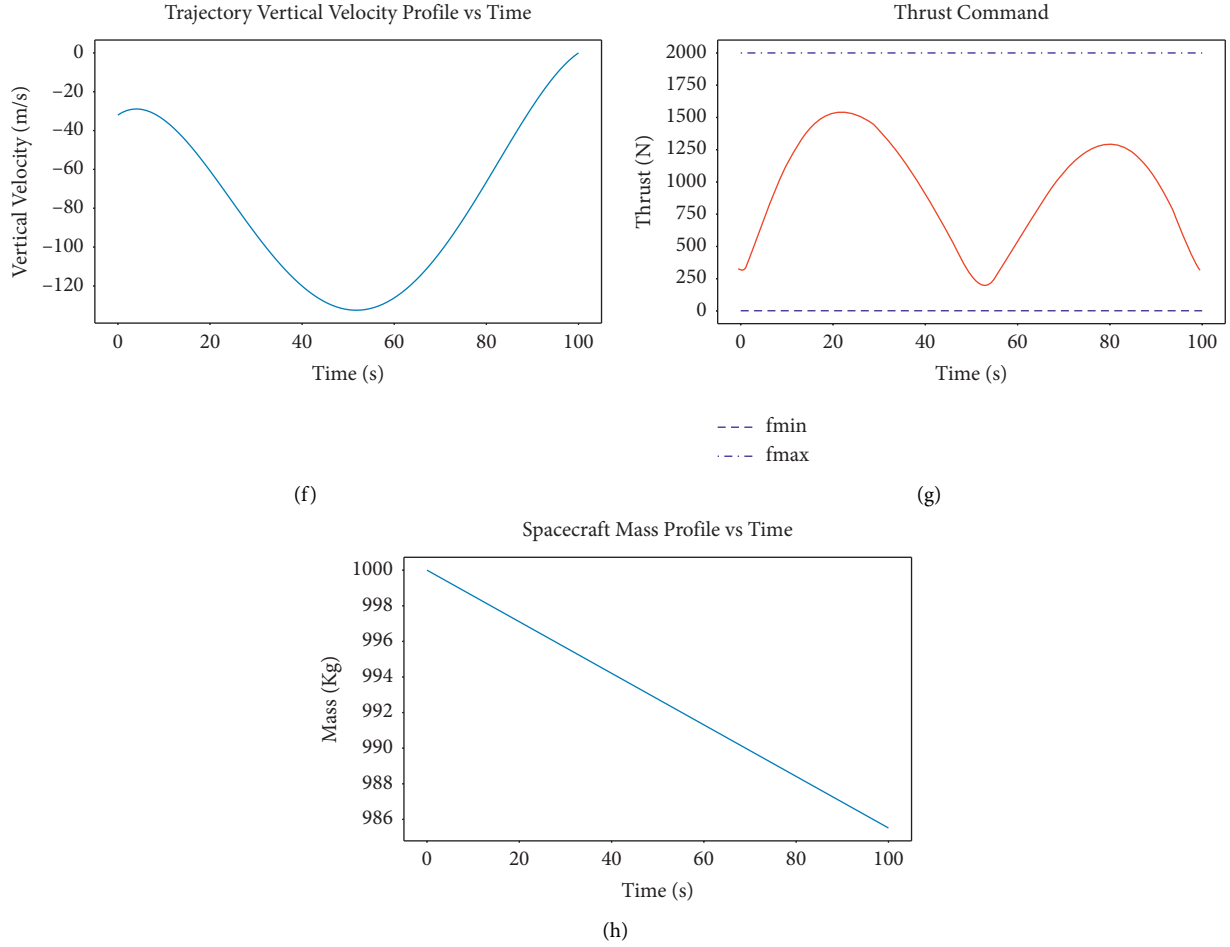 Trajectory Vertical Velocity Profile vs Time
0
–20
–40
–60
–80
–100
–120
Vertical Velocity (m/s)
0 20 40 60 80 100
Time (s)
(f)
Thrust Command
2000
1750
1500
1250
1000
750
500
250
0
Thrust (N)
0 20 40 60 80 100
Time (s)
fmin
fmax
(g)
Spacecraft Mass Profile vs Time
1000
998
996
994
992
990
988
986
Mass (Kg)
0 20 40 60 80 100
Time (s)
(h)